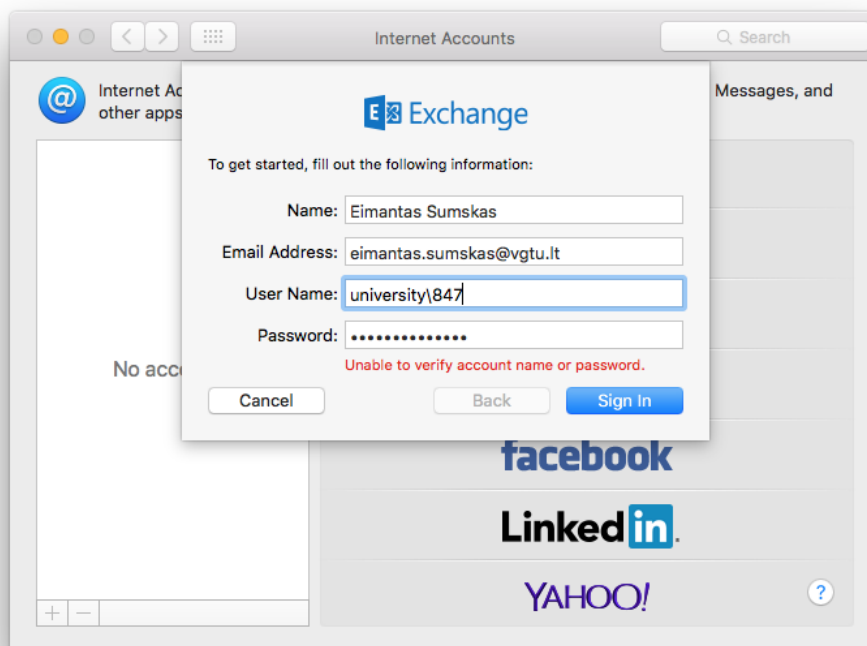 Internet Accounts
Search
Internet Ac
Messages, and
other apps
E Exchange
To get started, fill out the following information:
Name: Eimantas Sumskas
Email Address: eimantas.sumskas@vgtu.lt
User Name: university\847
Password: ••••••••••••••
Unable to verify account name or password.
No acc
Cancel Back Sign In
facebook
Linked in.
YAHOO!
?